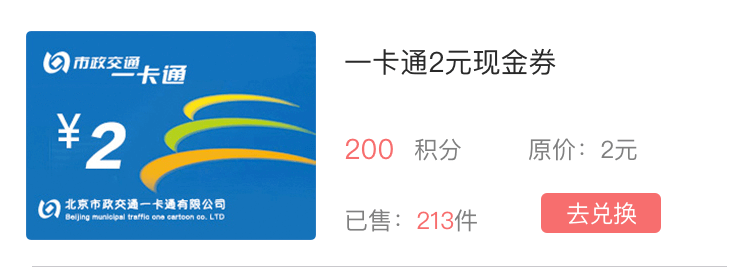 市政交通
一卡通
¥2
北京市政交通一卡通有限公司
Beijing municipal traffic one cartoon co. LTD
一卡通2元现金券
200 积分 原价：2元
已售：213件 去兑换